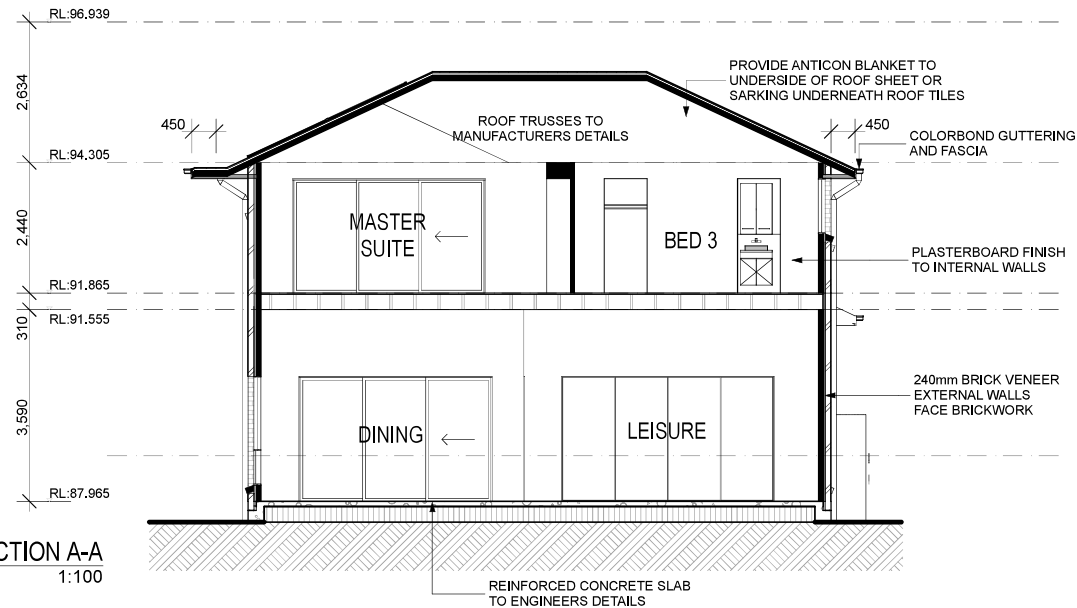 RL:96.939
2,634
PROVIDE ANTICON BLANKET TO
UNDERSIDE OF ROOF SHEET OR
SARKING UNDERNEATH ROOF TILES
450
ROOF TRUSSES TO
MANUFACTURERS DETAILS
450
COLORBOND GUTTERING
AND FASCIA
RL:94.305
2,440
MASTER
SUITE
BED 3
PLASTERBOARD FINISH
TO INTERNAL WALLS
RL:91.865
310
RL:91.555
3,590
240mm BRICK VENEER
EXTERNAL WALLS
FACE BRICKWORK
DINING
LEISURE
RL:87.965
CTION A-A
1:100
REINFORCED CONCRETE SLAB
TO ENGINEERS DETAILS